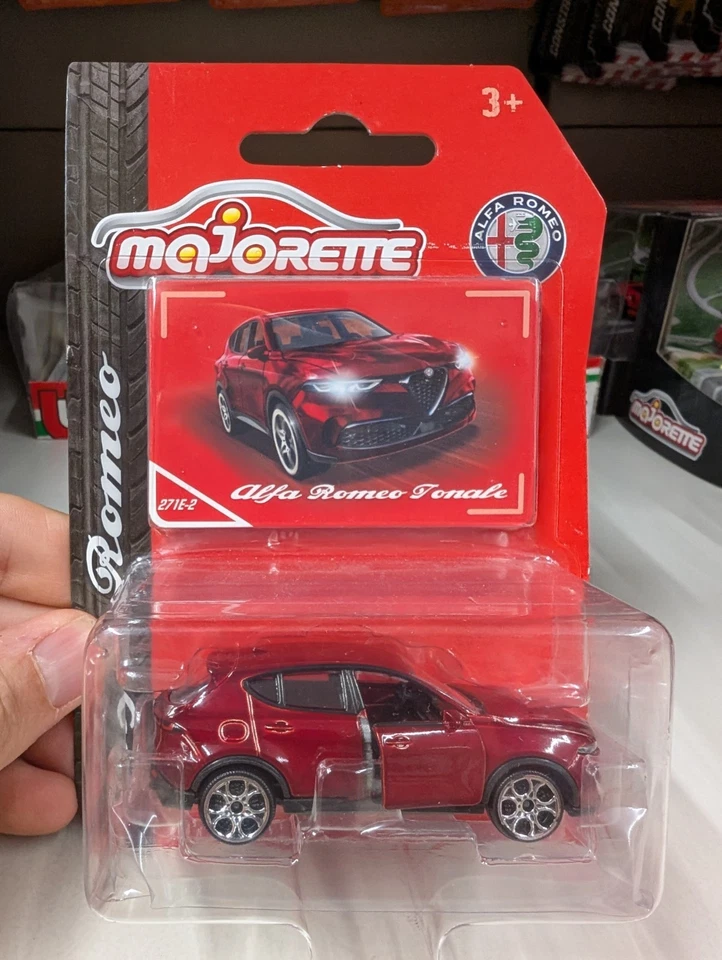 3+
MAJORETTE
ALFA ROMEO
Romeo
271E-2
Alfa Romeo Tonale
MAJORETTE